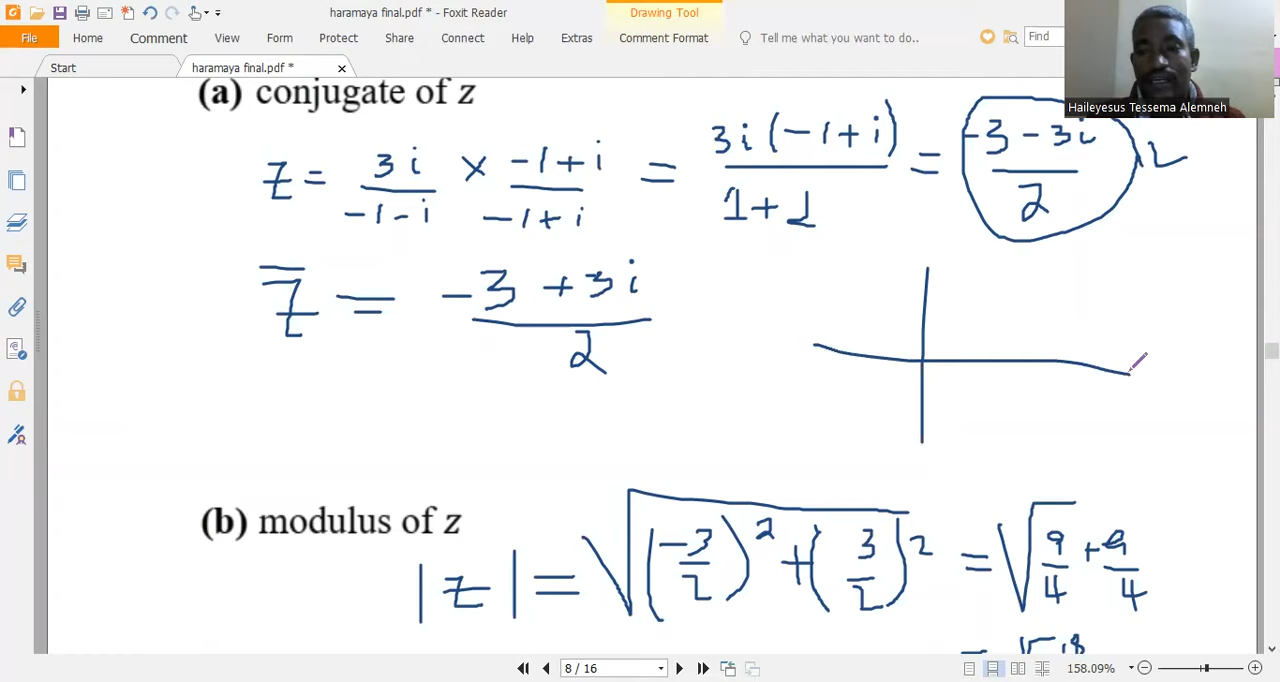 haramaya final.pdf * - Foxit Reader
Drawing Tool
File Home Comment View Form Protect Share Connect Help Extras Comment Format Tell me what you want to do.. Find
Start haramaya final.pdf *
Haileyesus Tessema Alemneh
(a) conjugate of z
z = 3i/(-1-i) × (-1+i)/(-1+i) = 3i(-1+i)/(1+1) = (-3-3i)/2
z̅ = (-3+3i)/2
(b) modulus of z
|z| = √((-3/2)² + (3/2)²) = √(9/4 + 9/4)
= √18
8 / 16 158.09%